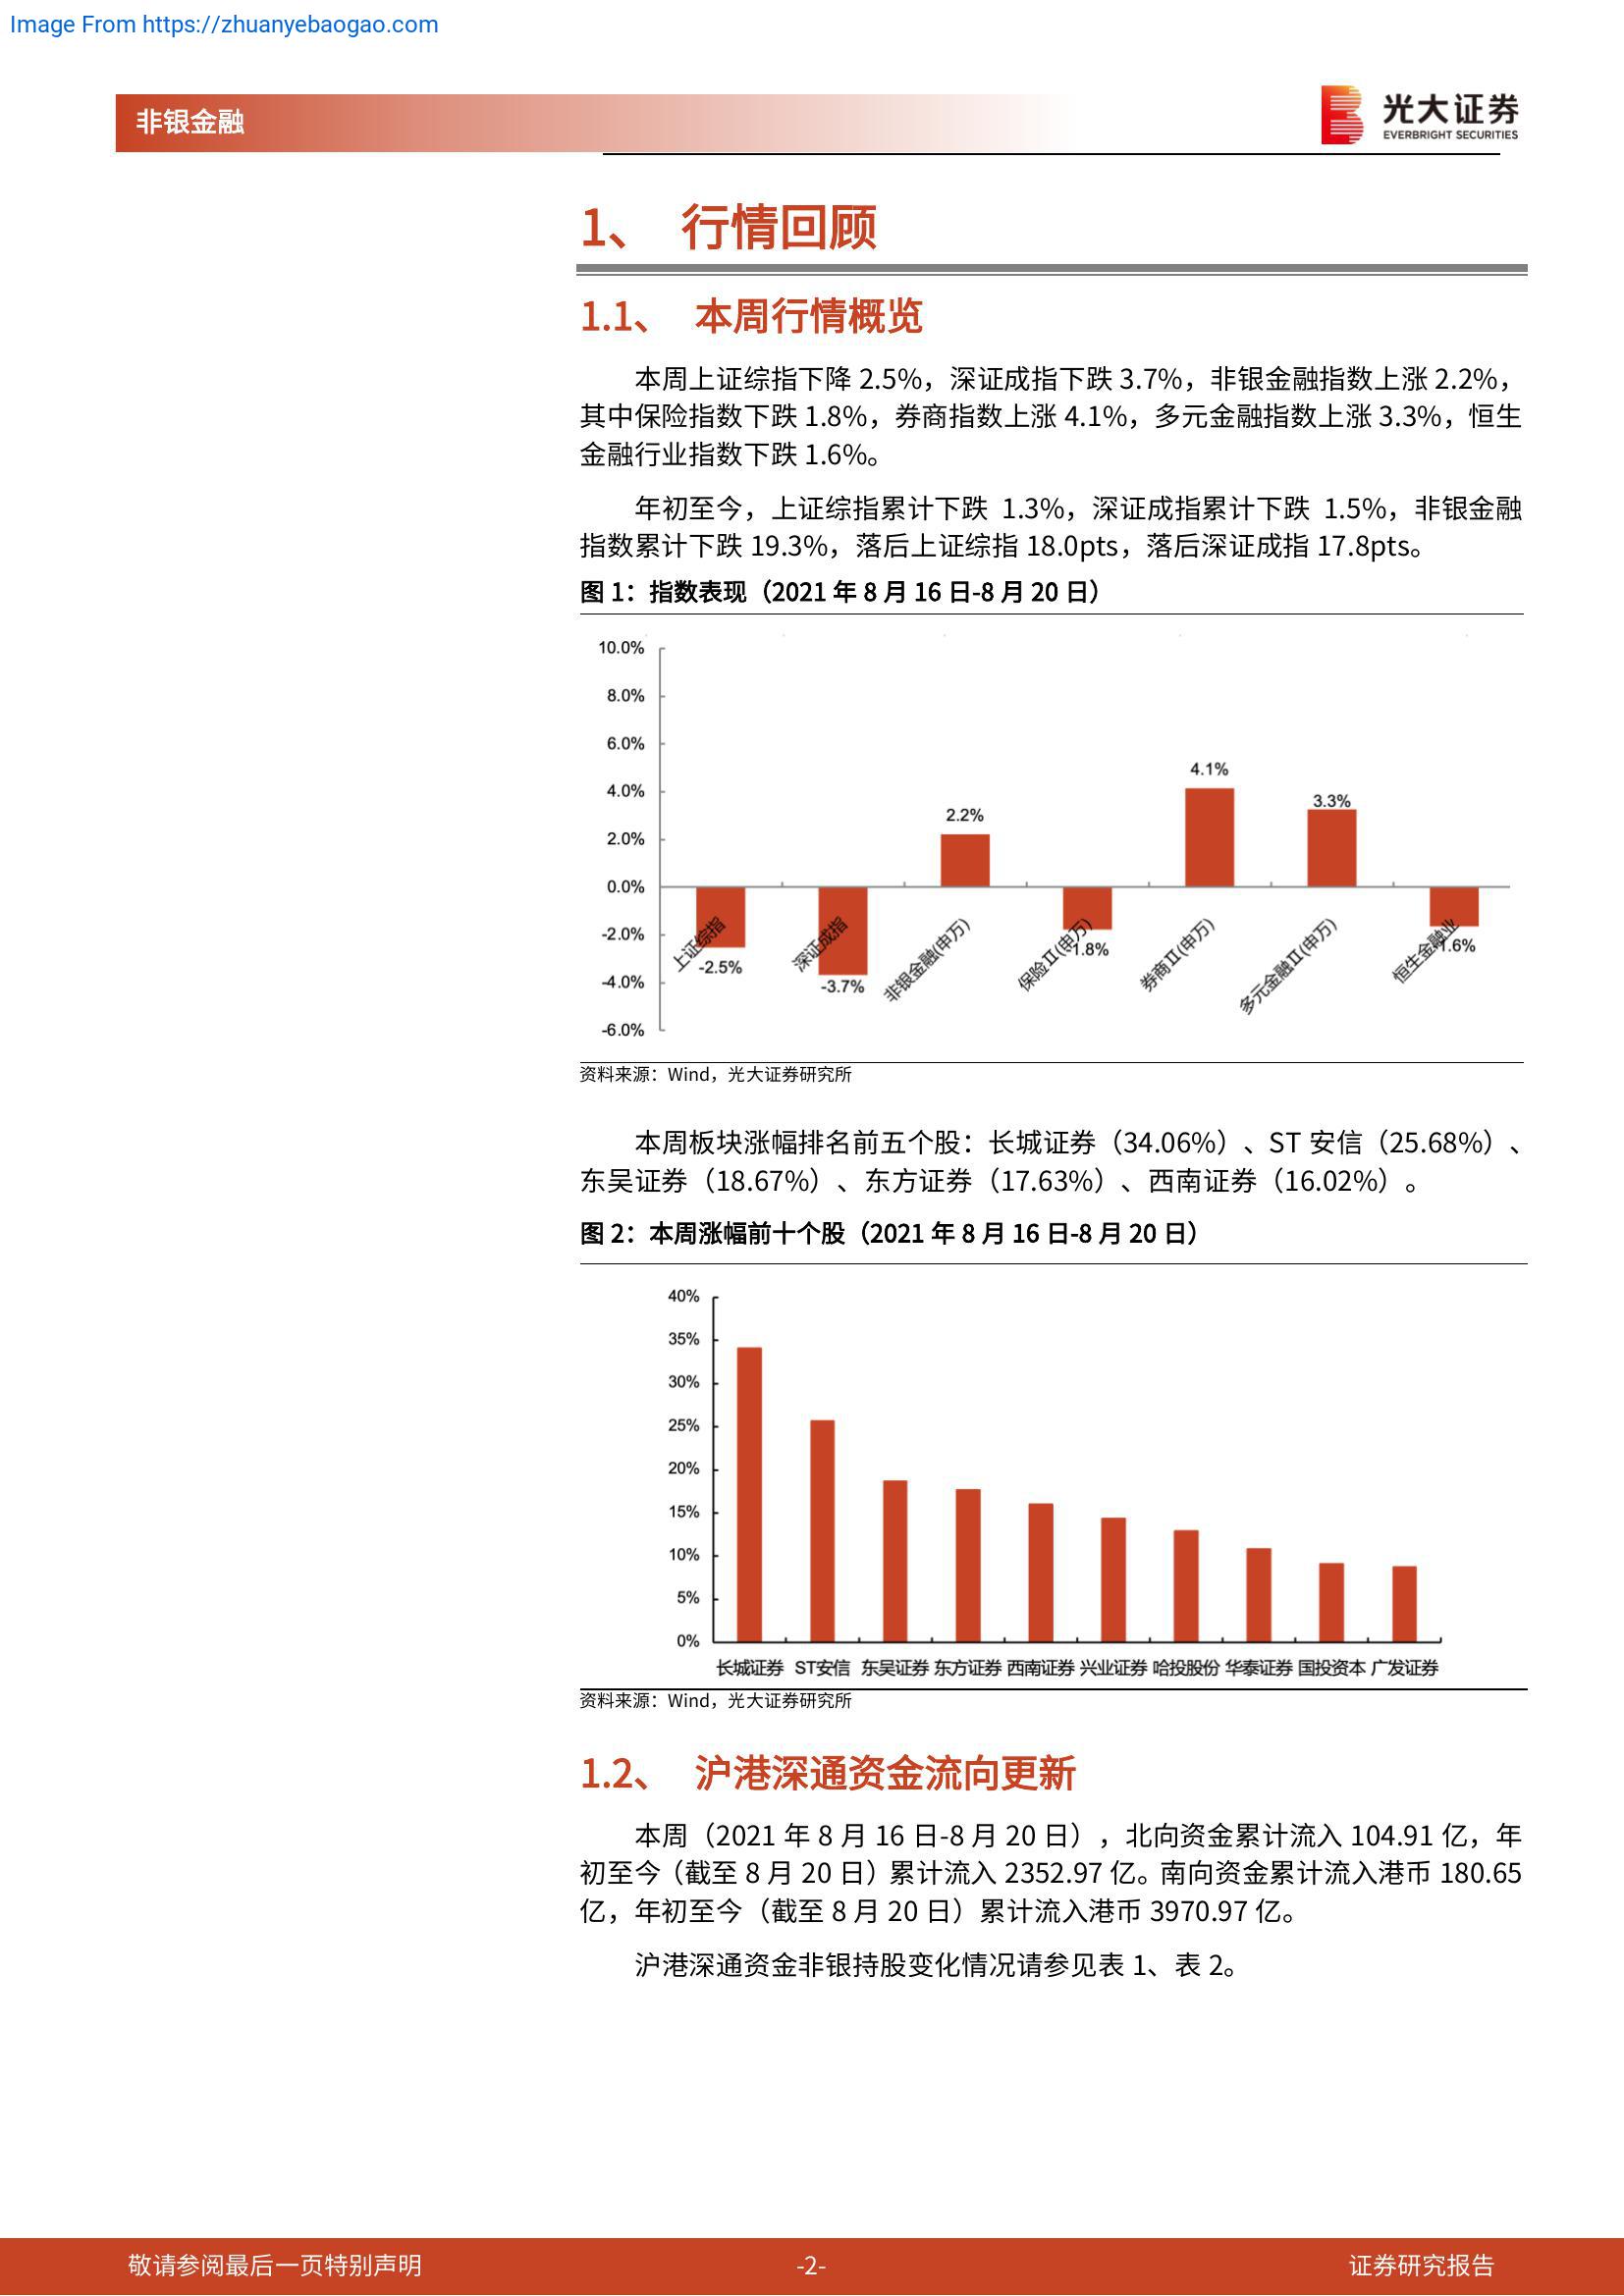 Image From https://zhuanyebaogao.com
非银金融
光大证券
EVERBRIGHT SECURITIES
1、 行情回顾
1.1、 本周行情概览
本周上证综指下降 2.5%，深证成指下跌 3.7%，非银金融指数上涨 2.2%，
其中保险指数下跌 1.8%，券商指数上涨 4.1%，多元金融指数上涨 3.3%，恒生
金融行业指数下跌 1.6%。
年初至今，上证综指累计下跌 1.3%，深证成指累计下跌 1.5%，非银金融
指数累计下跌 19.3%，落后上证综指 18.0pts，落后深证成指 17.8pts。
图 1：指数表现（2021 年 8 月 16 日-8 月 20 日）
10.0%
8.0%
6.0%
4.0%
2.0%
0.0%
-2.0%
-4.0%
-6.0%
-2.5%
-3.7%
2.2%
-1.8%
4.1%
3.3%
-1.6%
上证综指
深证成指
非银金融(申万)
保险Ⅱ(申万)
券商Ⅱ(申万)
多元金融Ⅱ(申万)
恒生金融业
资料来源：Wind，光大证券研究所
本周板块涨幅排名前五个股：长城证券（34.06%）、ST 安信（25.68%）、
东吴证券（18.67%）、东方证券（17.63%）、西南证券（16.02%）。
图 2：本周涨幅前十个股（2021 年 8 月 16 日-8 月 20 日）
40%
35%
30%
25%
20%
15%
10%
5%
0%
长城证券 ST安信 东吴证券 东方证券 西南证券 兴业证券 哈投股份 华泰证券 国投资本 广发证券
资料来源：Wind，光大证券研究所
1.2、 沪港深通资金流向更新
本周（2021 年 8 月 16 日-8 月 20 日），北向资金累计流入 104.91 亿，年
初至今（截至 8 月 20 日）累计流入 2352.97 亿。南向资金累计流入港币 180.65
亿，年初至今（截至 8 月 20 日）累计流入港币 3970.97 亿。
沪港深通资金非银持股变化情况请参见表 1、表 2。
敬请参阅最后一页特别声明
-2-
证券研究报告